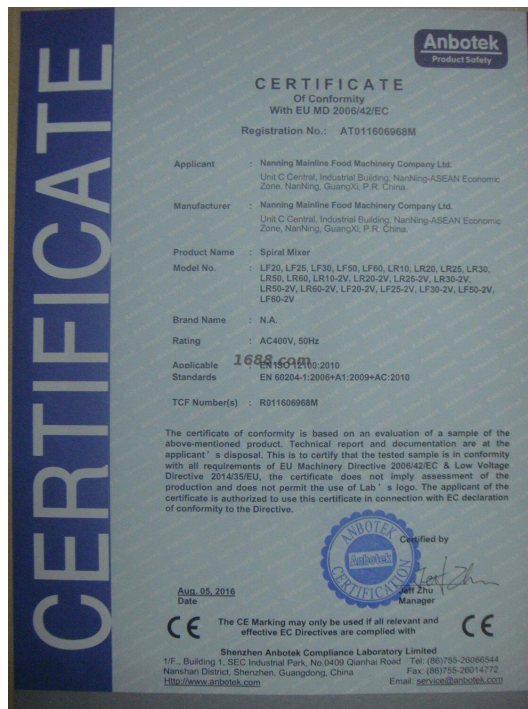 CERTIFICATE
Anbotek
Product Safety
CERTIFICATE
Of Conformity
With EU MD 2006/42/EC
Registration No.: AT011606968M
Applicant : Nanning Mainline Food Machinery Company Ltd.
Unit C Central, Industrial Building, NanNing-ASEAN Economic
Zone, NanNing, GuangXi, P.R. China.
Manufacturer : Nanning Mainline Food Machinery Company Ltd.
Unit C Central, Industrial Building, NanNing-ASEAN Economic
Zone, NanNing, GuangXi, P.R. China.
Product Name : Spiral Mixer
Model No. : LF20, LF25, LF30, LF50, LF60, LR10, LR20, LR25, LR30,
LR50, LR60, LR10-2V, LR20-2V, LR25-2V, LR30-2V,
LR50-2V, LR60-2V, LF20-2V, LF25-2V, LF30-2V, LF50-2V,
LF60-2V
Brand Name : N.A.
Rating : AC400V, 50Hz
1688.com
Applicable : EN ISO 12100:2010
Standards EN 60204-1:2006+A1:2009+AC:2010
TCF Number(s) : R011606968M
The certificate of conformity is based on an evaluation of a sample of the
above-mentioned product. Technical report and documentation are at the
applicant's disposal. This is to certify that the tested sample is in conformity
with all requirements of EU Machinery Directive 2006/42/EC & Low Voltage
Directive 2014/35/EU, the certificate does not imply assessment of the
production and does not permit the use of Lab's logo. The applicant of the
certificate is authorized to use this certificate in connection with EC declaration
of conformity to the Directive.
ANBOTEK
Anbotek
CERTIFICATION
Certified by
Aug. 05, 2016
Date
Jeff Zhu
Manager
CE
The CE Marking may only be used if all relevant and
effective EC Directives are complied with
CE
Shenzhen Anbotek Compliance Laboratory Limited
1/F., Building 1, SEC Industrial Park, No.0409 Qianhai Road Tel: (86)755-26066544
Nanshan District, Shenzhen, Guangdong, China Fax: (86)755-26014772
Http://www.anbotek.com Email: service@anbotek.com